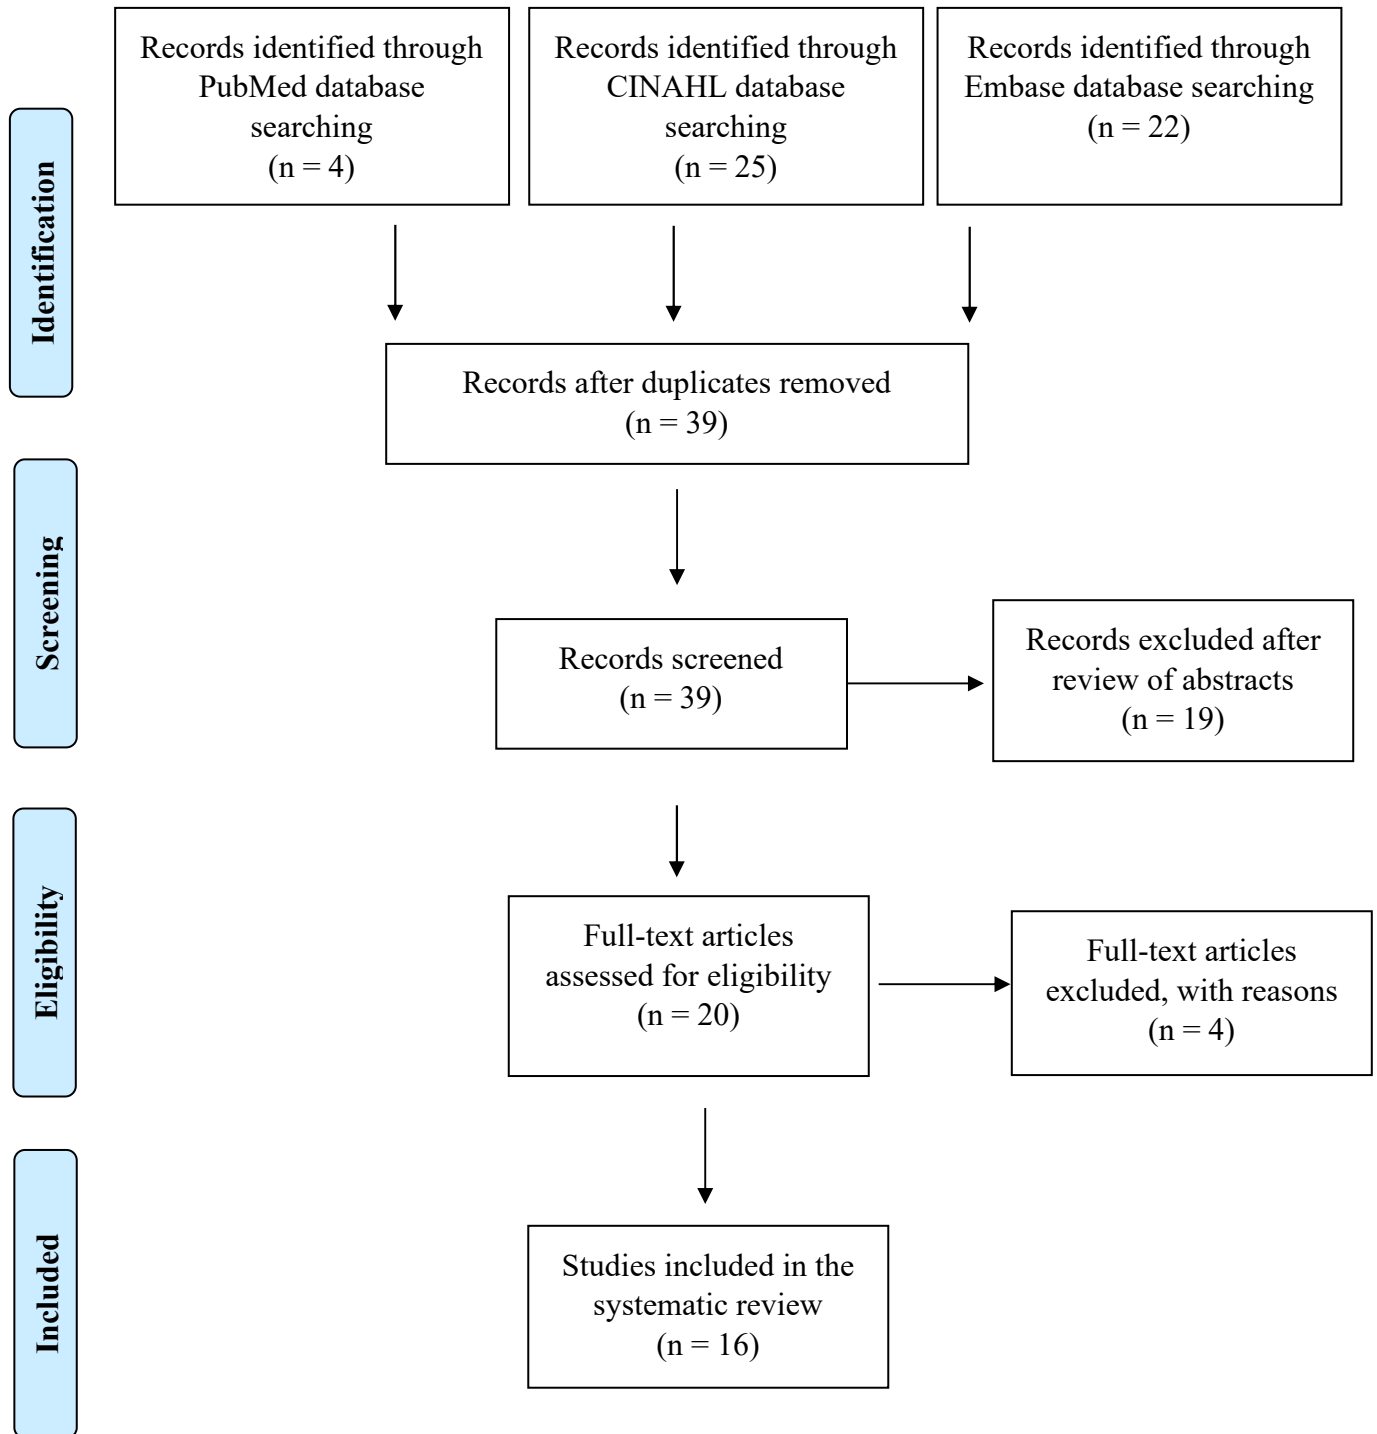 Records identified through
PubMed database
searching
(n = 4)
Records identified through
CINAHL database
searching
(n = 25)
Records identified through
Embase database searching
(n = 22)
Identification
Records after duplicates removed
(n = 39)
Screening
Records screened
(n = 39)
Records excluded after
review of abstracts
(n = 19)
Eligibility
Full-text articles
assessed for eligibility
(n = 20)
Full-text articles
excluded, with reasons
(n = 4)
Included
Studies included in the
systematic review
(n = 16)